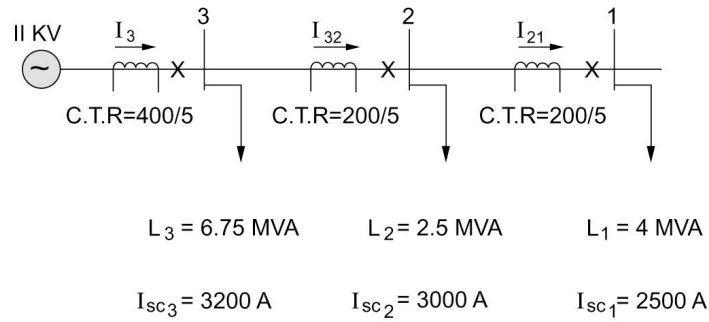 II KV
I3
3
I32
2
I21
1
C.T.R=400/5
C.T.R=200/5
C.T.R=200/5
L3 = 6.75 MVA
L2 = 2.5 MVA
L1 = 4 MVA
Isc3 = 3200 A
Isc2 = 3000 A
Isc1 = 2500 A